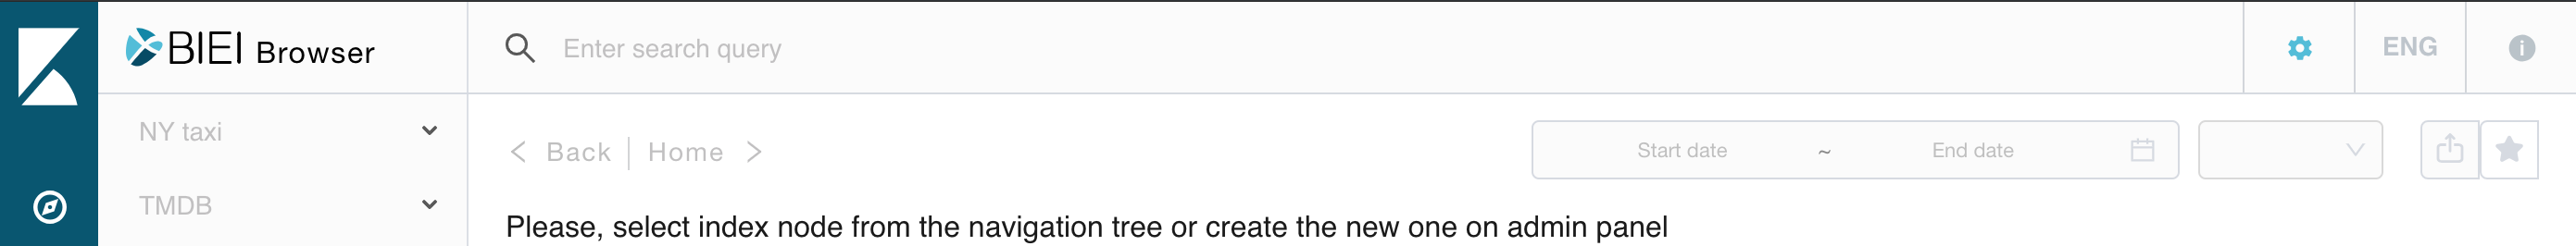 BIEI Browser
Enter search query
ENG
NY taxi
TMDB
Back | Home
Start date ~ End date
Please, select index node from the navigation tree or create the new one on admin panel